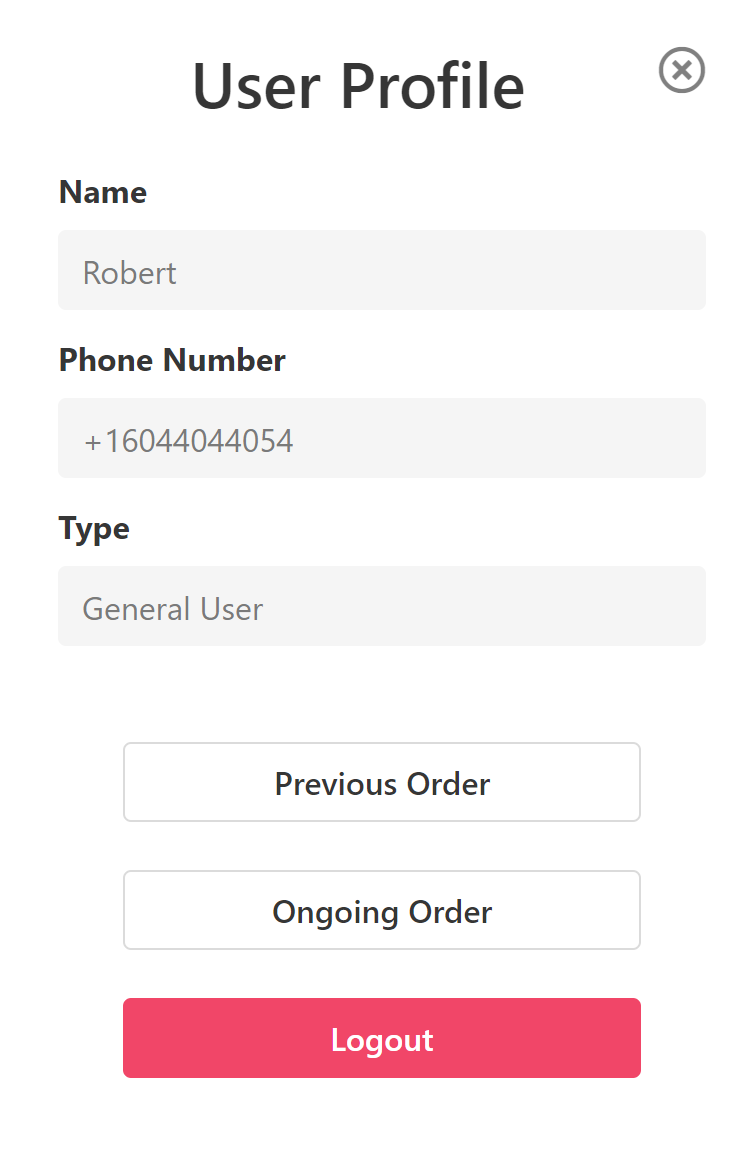 User Profile
Name
Robert
Phone Number
+16044044054
Type
General User
Previous Order
Ongoing Order
Logout